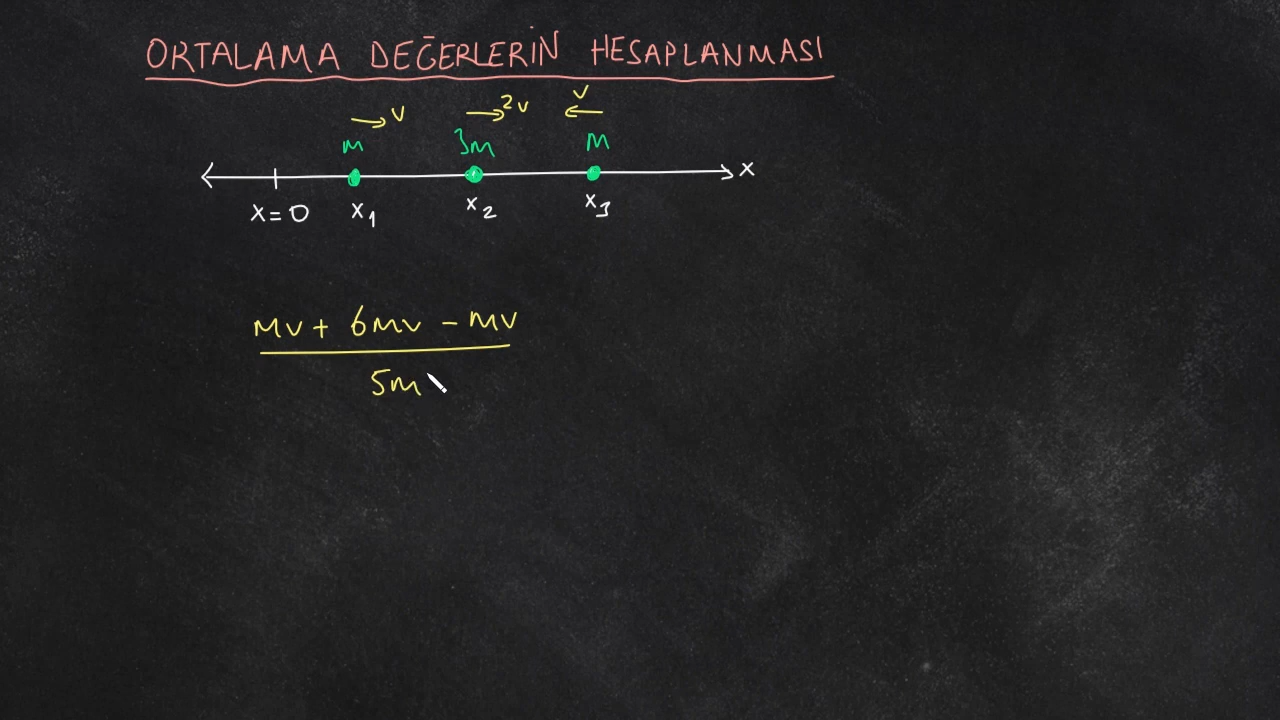 ORTALAMA DEĞERLERİN HESAPLANMASI
v 2v v
m 3m m
x
x=0 x1 x2 x3
mv + 6mv - mv
5m